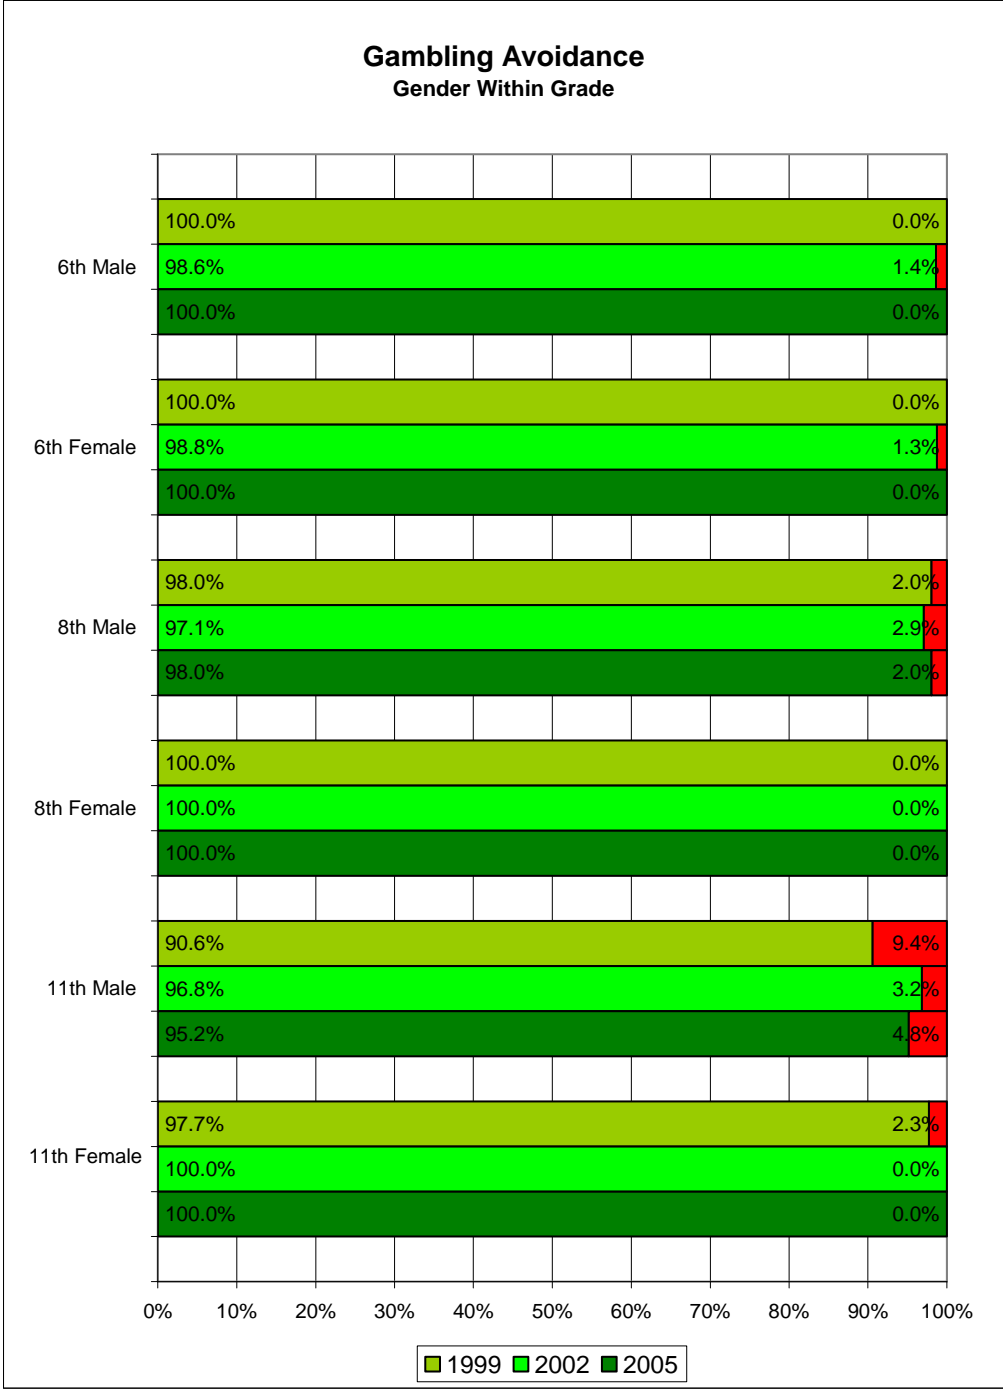 Gambling Avoidance
Gender Within Grade
100.0% 0.0%
6th Male 98.6% 1.4%
100.0% 0.0%
100.0% 0.0%
6th Female 98.8% 1.3%
100.0% 0.0%
98.0% 2.0%
8th Male 97.1% 2.9%
98.0% 2.0%
100.0% 0.0%
8th Female 100.0% 0.0%
100.0% 0.0%
90.6% 9.4%
11th Male 96.8% 3.2%
95.2% 4.8%
97.7% 2.3%
11th Female 100.0% 0.0%
100.0% 0.0%
0% 10% 20% 30% 40% 50% 60% 70% 80% 90% 100%
1999 2002 2005